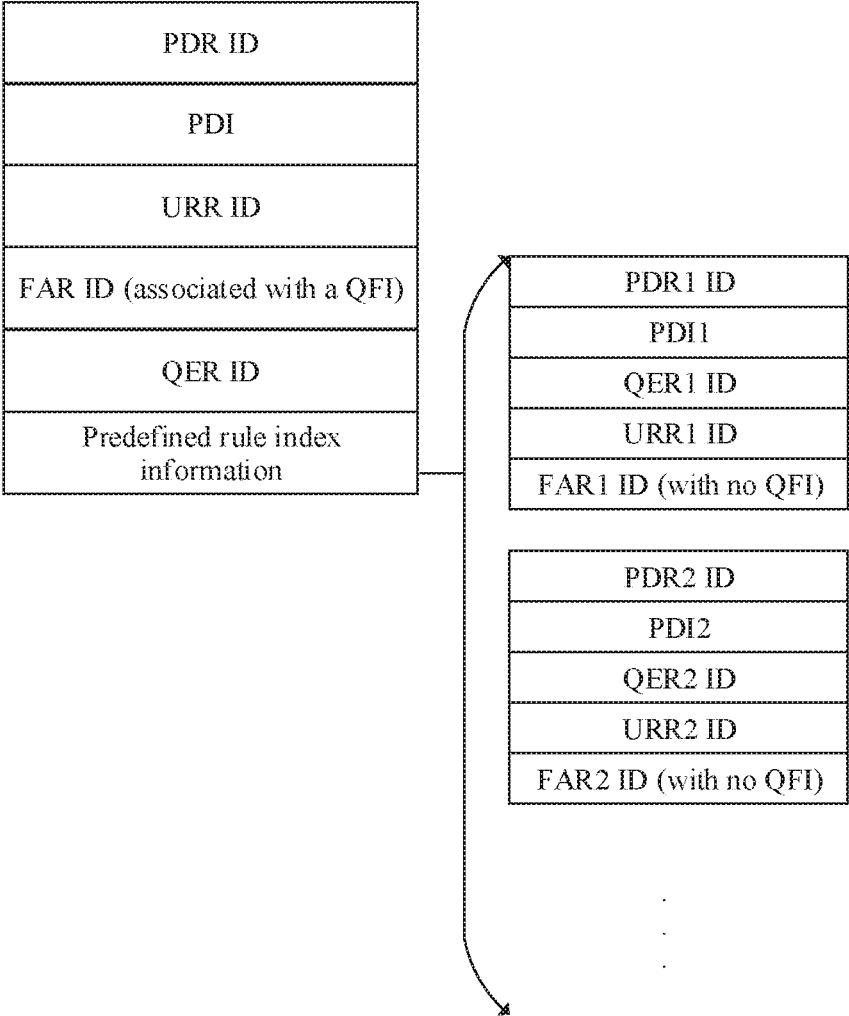 PDR ID
PDI
URR ID
FAR ID (associated with a QFI)
QER ID
Predefined rule index
information
PDR1 ID
PDI1
QER1 ID
URR1 ID
FAR1 ID (with no QFI)
PDR2 ID
PDI2
QER2 ID
URR2 ID
FAR2 ID (with no QFI)
.
.
.